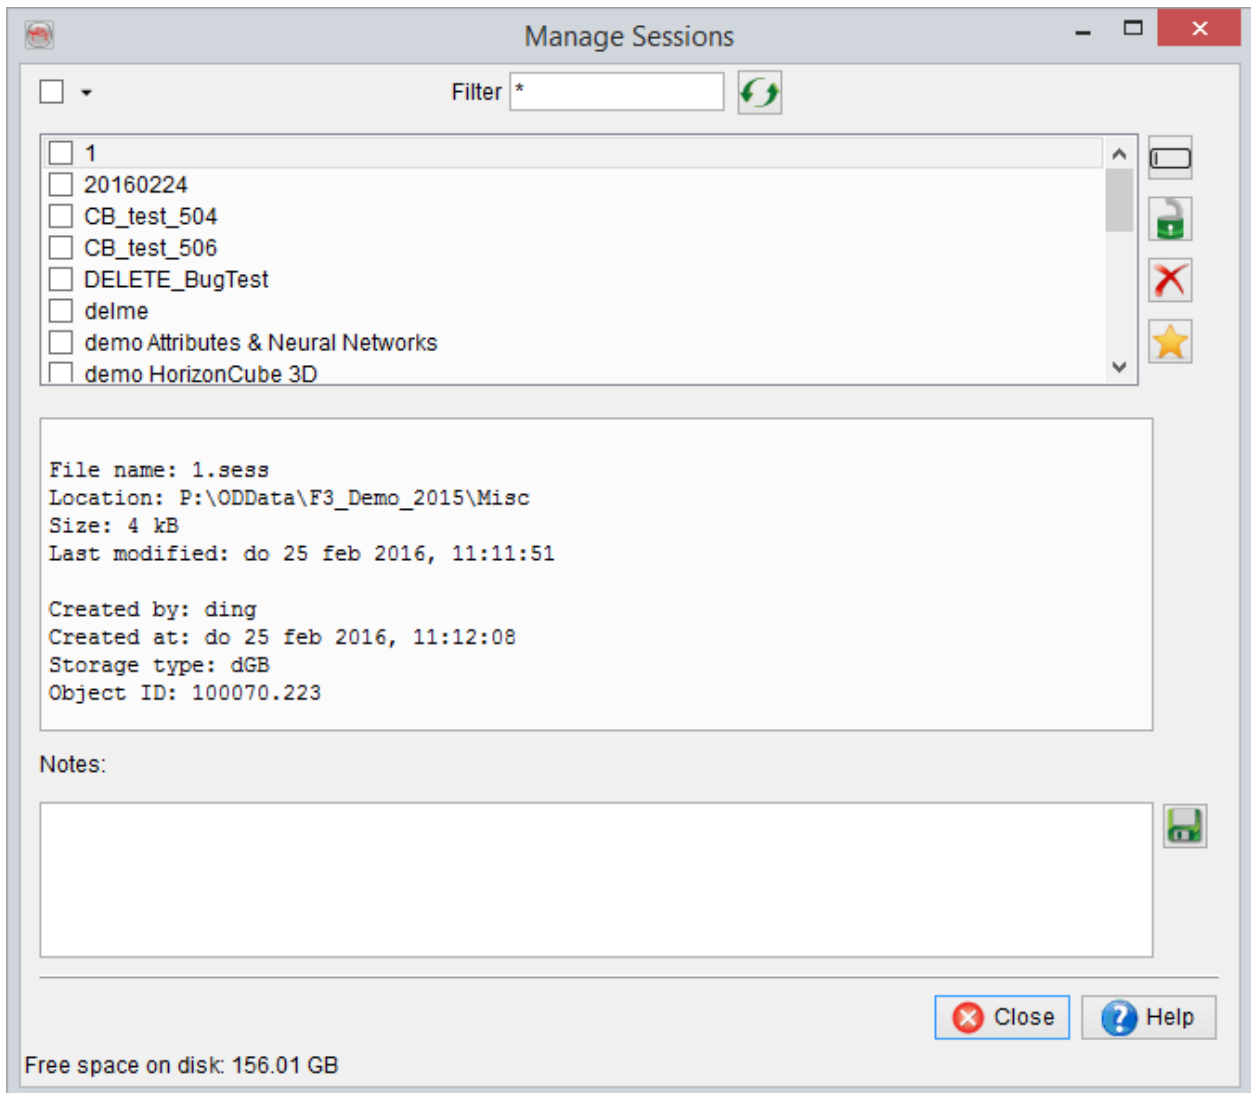 Manage Sessions
Filter *
1
20160224
CB_test_504
CB_test_506
DELETE_BugTest
delme
demo Attributes & Neural Networks
demo HorizonCube 3D
File name: 1.sess
Location: P:\ODData\F3_Demo_2015\Misc
Size: 4 kB
Last modified: do 25 feb 2016, 11:11:51
Created by: ding
Created at: do 25 feb 2016, 11:12:08
Storage type: dGB
Object ID: 100070.223
Notes:
Close Help
Free space on disk: 156.01 GB